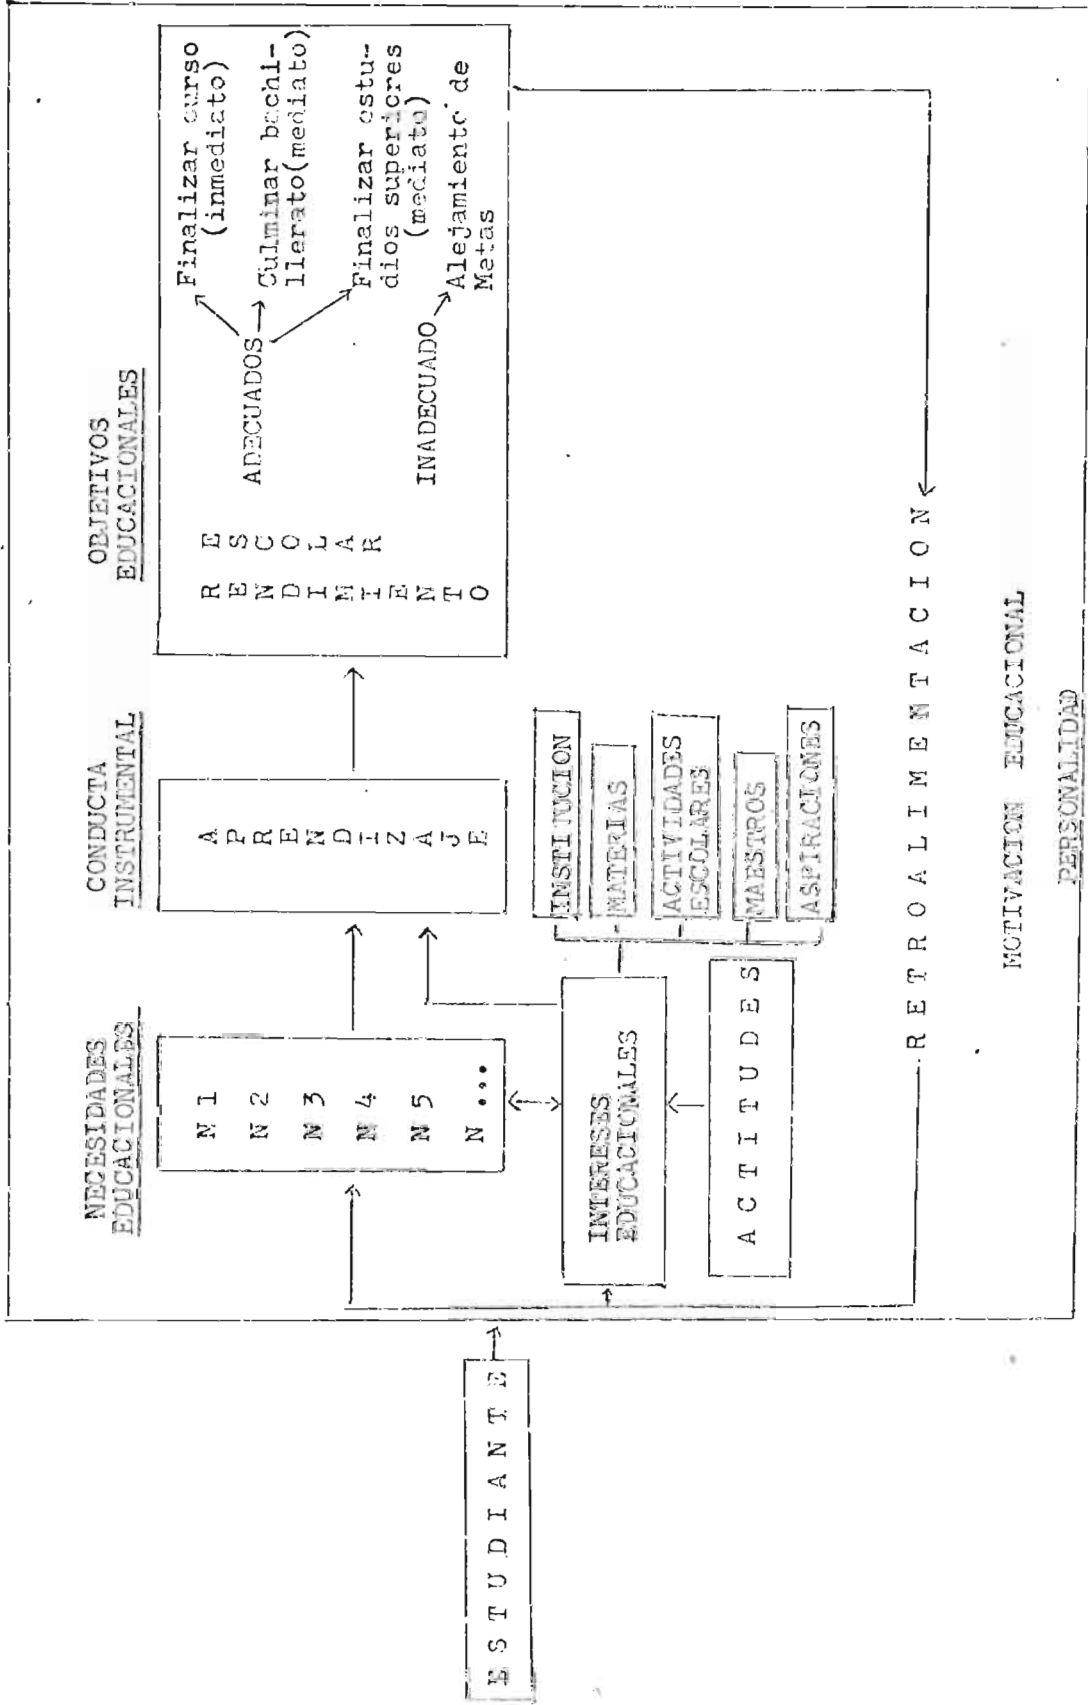 NECESIDADES
EDUCACIONALES
CONDUCTA
INSTRUMENTAL
OBJETIVOS
EDUCACIONALES
ESTUDIANTE
N 1
N 2
N 3
N 4
N 5
N ...
APRENDIZAJE
RENDIMIENTO
ESCOLAR
ADECUADOS
Finalizar curso
(inmediato)
Culminar bachi-
llerato(mediato)
Finalizar estu-
dios superiores
(mediato)
INADECUADO
Alejamiento de
Metas
INTERESES
EDUCACIONALES
INSTITUCION
MATERIAS
ACTIVIDADES
ESCOLARES
MAESTROS
ASPIRACIONES
ACTITUDES
RETROALIMENTACION
MOTIVACION EDUCACIONAL
PERSONALIDAD